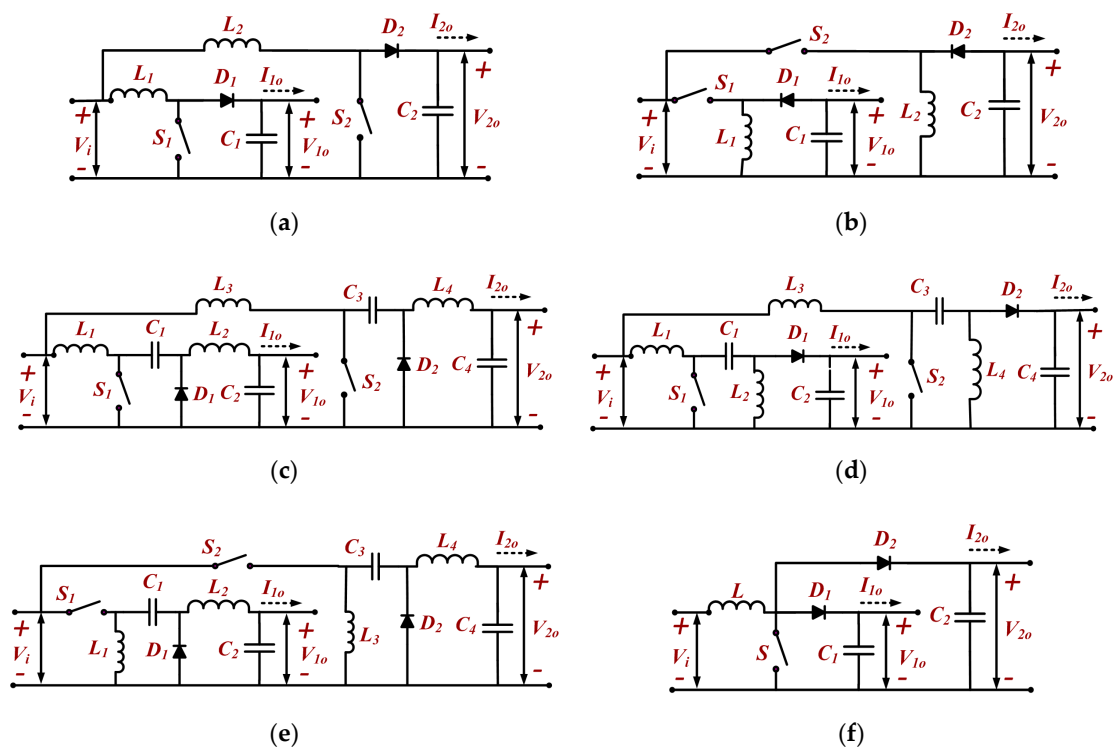 L2 D2 I2o
L1 D1 I1o
+ + +
S1 C1 S2 C2
Vi V1o V2o
- - -
(a)
S2 D2 I2o
S1 D1 I1o
+ + +
L1 C1 L2 C2
Vi V1o V2o
- - -
(b)
L3 C3 L4 I2o
L1 C1 L2 I1o
+ + +
S1 D1 C2 S2 D2 C4
Vi V1o V2o
- - -
(c)
L3 C3 D2 I2o
L1 C1 D1 I1o
+ + +
S1 L2 C2 S2 L4 C4
Vi V1o V2o
- - -
(d)
S2 C3 L4 I2o
S1 C1 L2 I1o
+ + +
L1 D1 C2 L3 D2 C4
Vi V1o V2o
- - -
(e)
D2 I2o
L D1 I1o
+ + +
S C1 C2
Vi V1o V2o
- - -
(f)